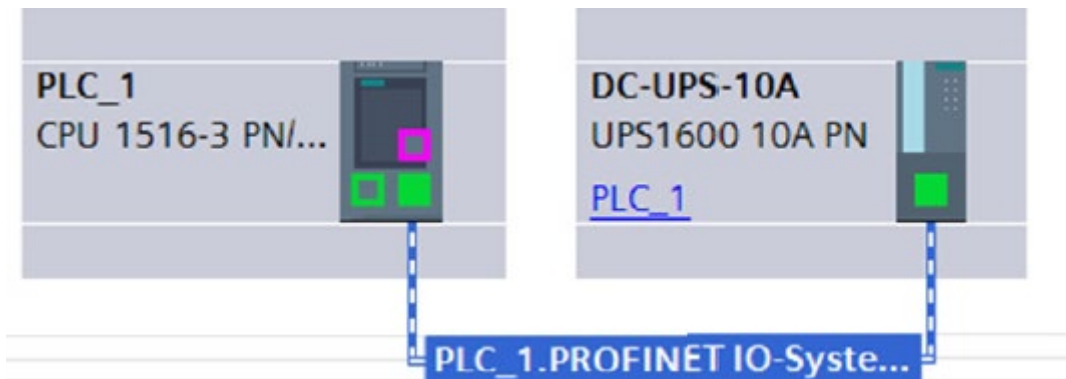 PLC_1
CPU 1516-3 PN/...
DC-UPS-10A
UPS1600 10A PN
PLC_1
PLC_1.PROFINET IO-Syste...